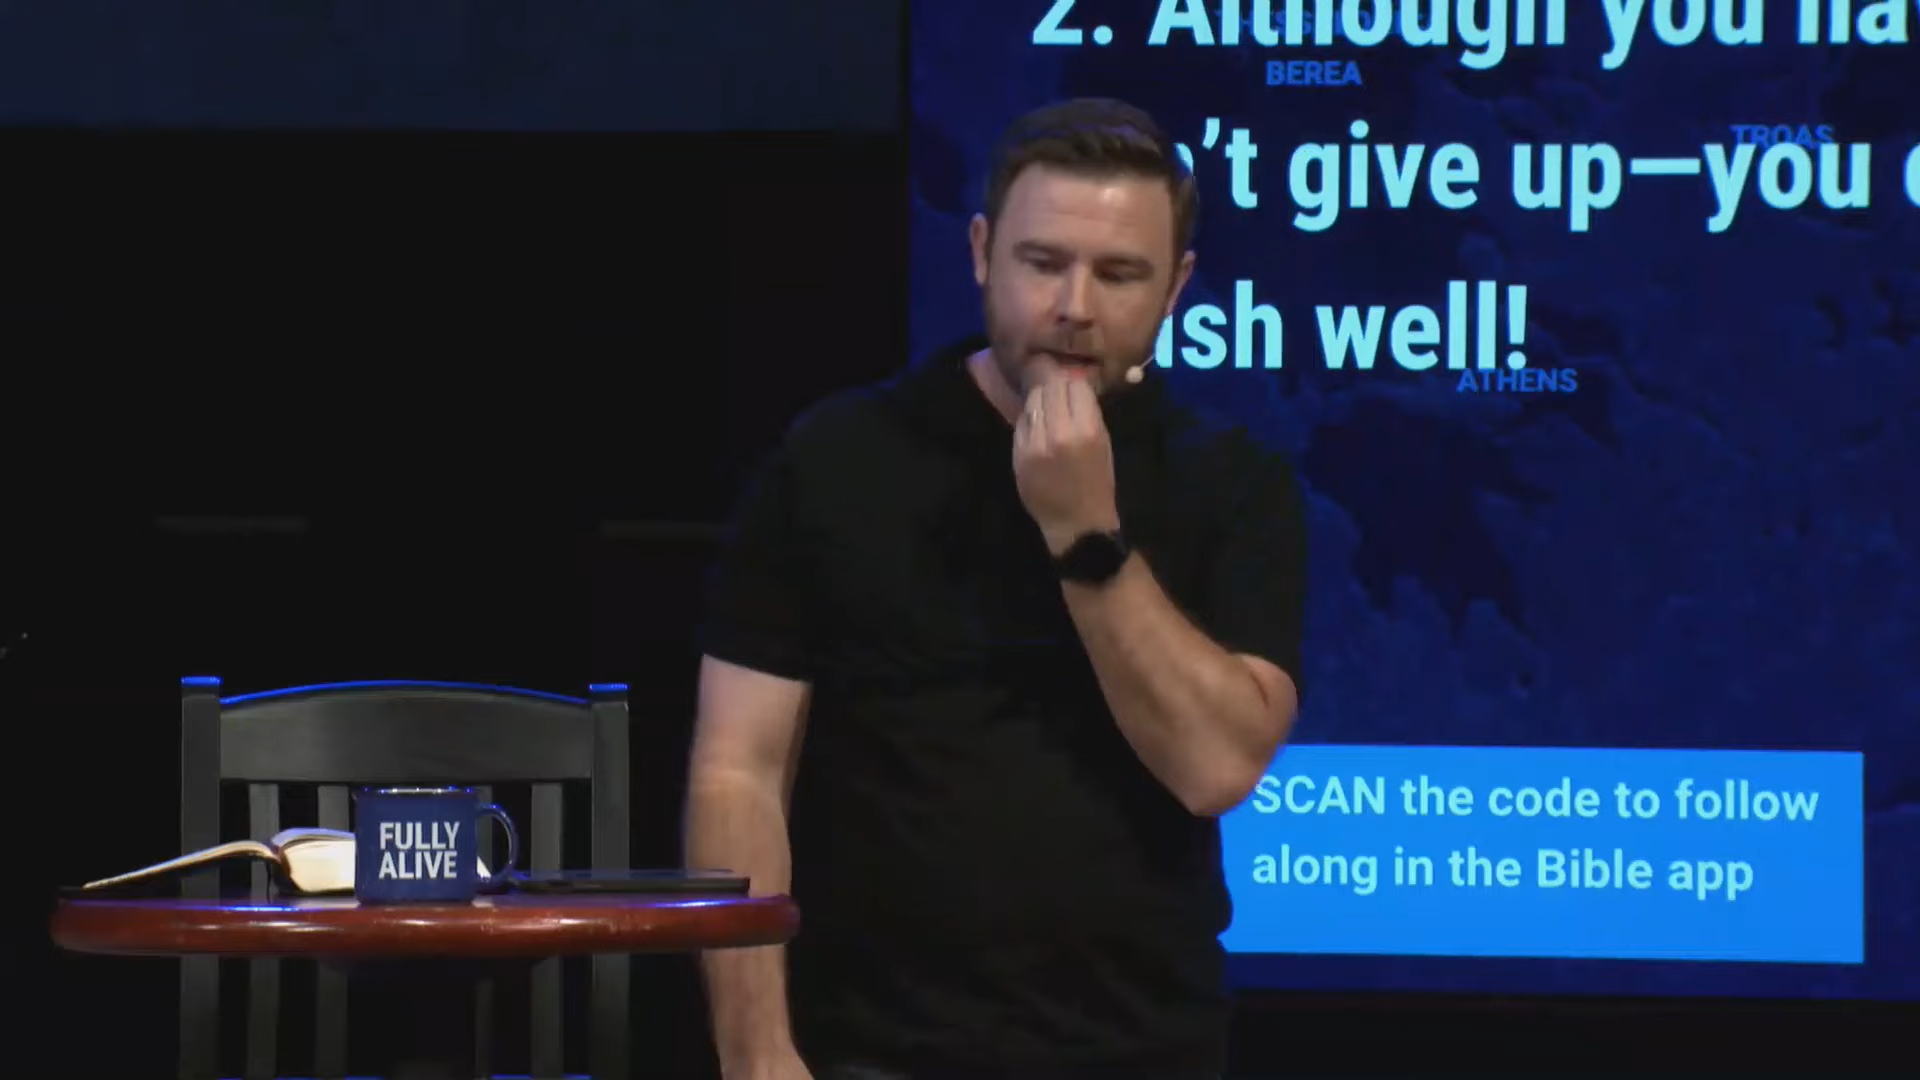 2. Although you ha
BEREA
TROAS
't give up—you
ish well!
ATHENS
SCAN the code to follow
along in the Bible app
FULLY
ALIVE